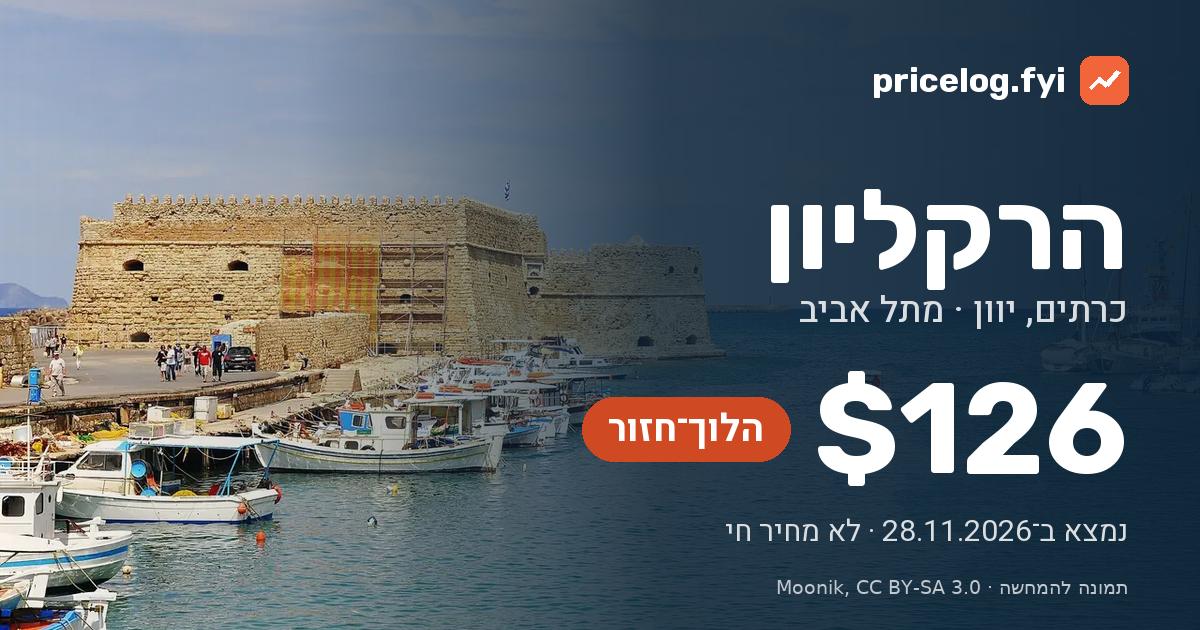 pricelog.fyi
הרקליון
כרתים, יוון · מתל אביב
$126
הלוך־חזור
נמצא ב־28.11.2026 · לא מחיר חי
תמונה להמחשה · Moonik, CC BY-SA 3.0